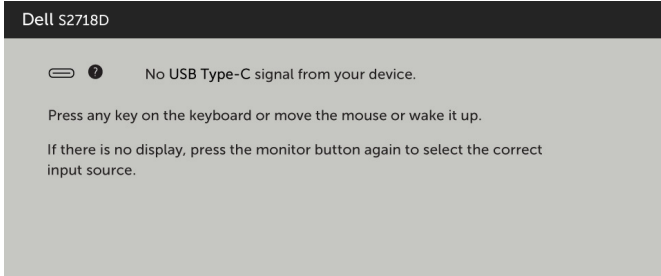 Dell S2718D
? No USB Type-C signal from your device.
Press any key on the keyboard or move the mouse or wake it up.
If there is no display, press the monitor button again to select the correct
input source.